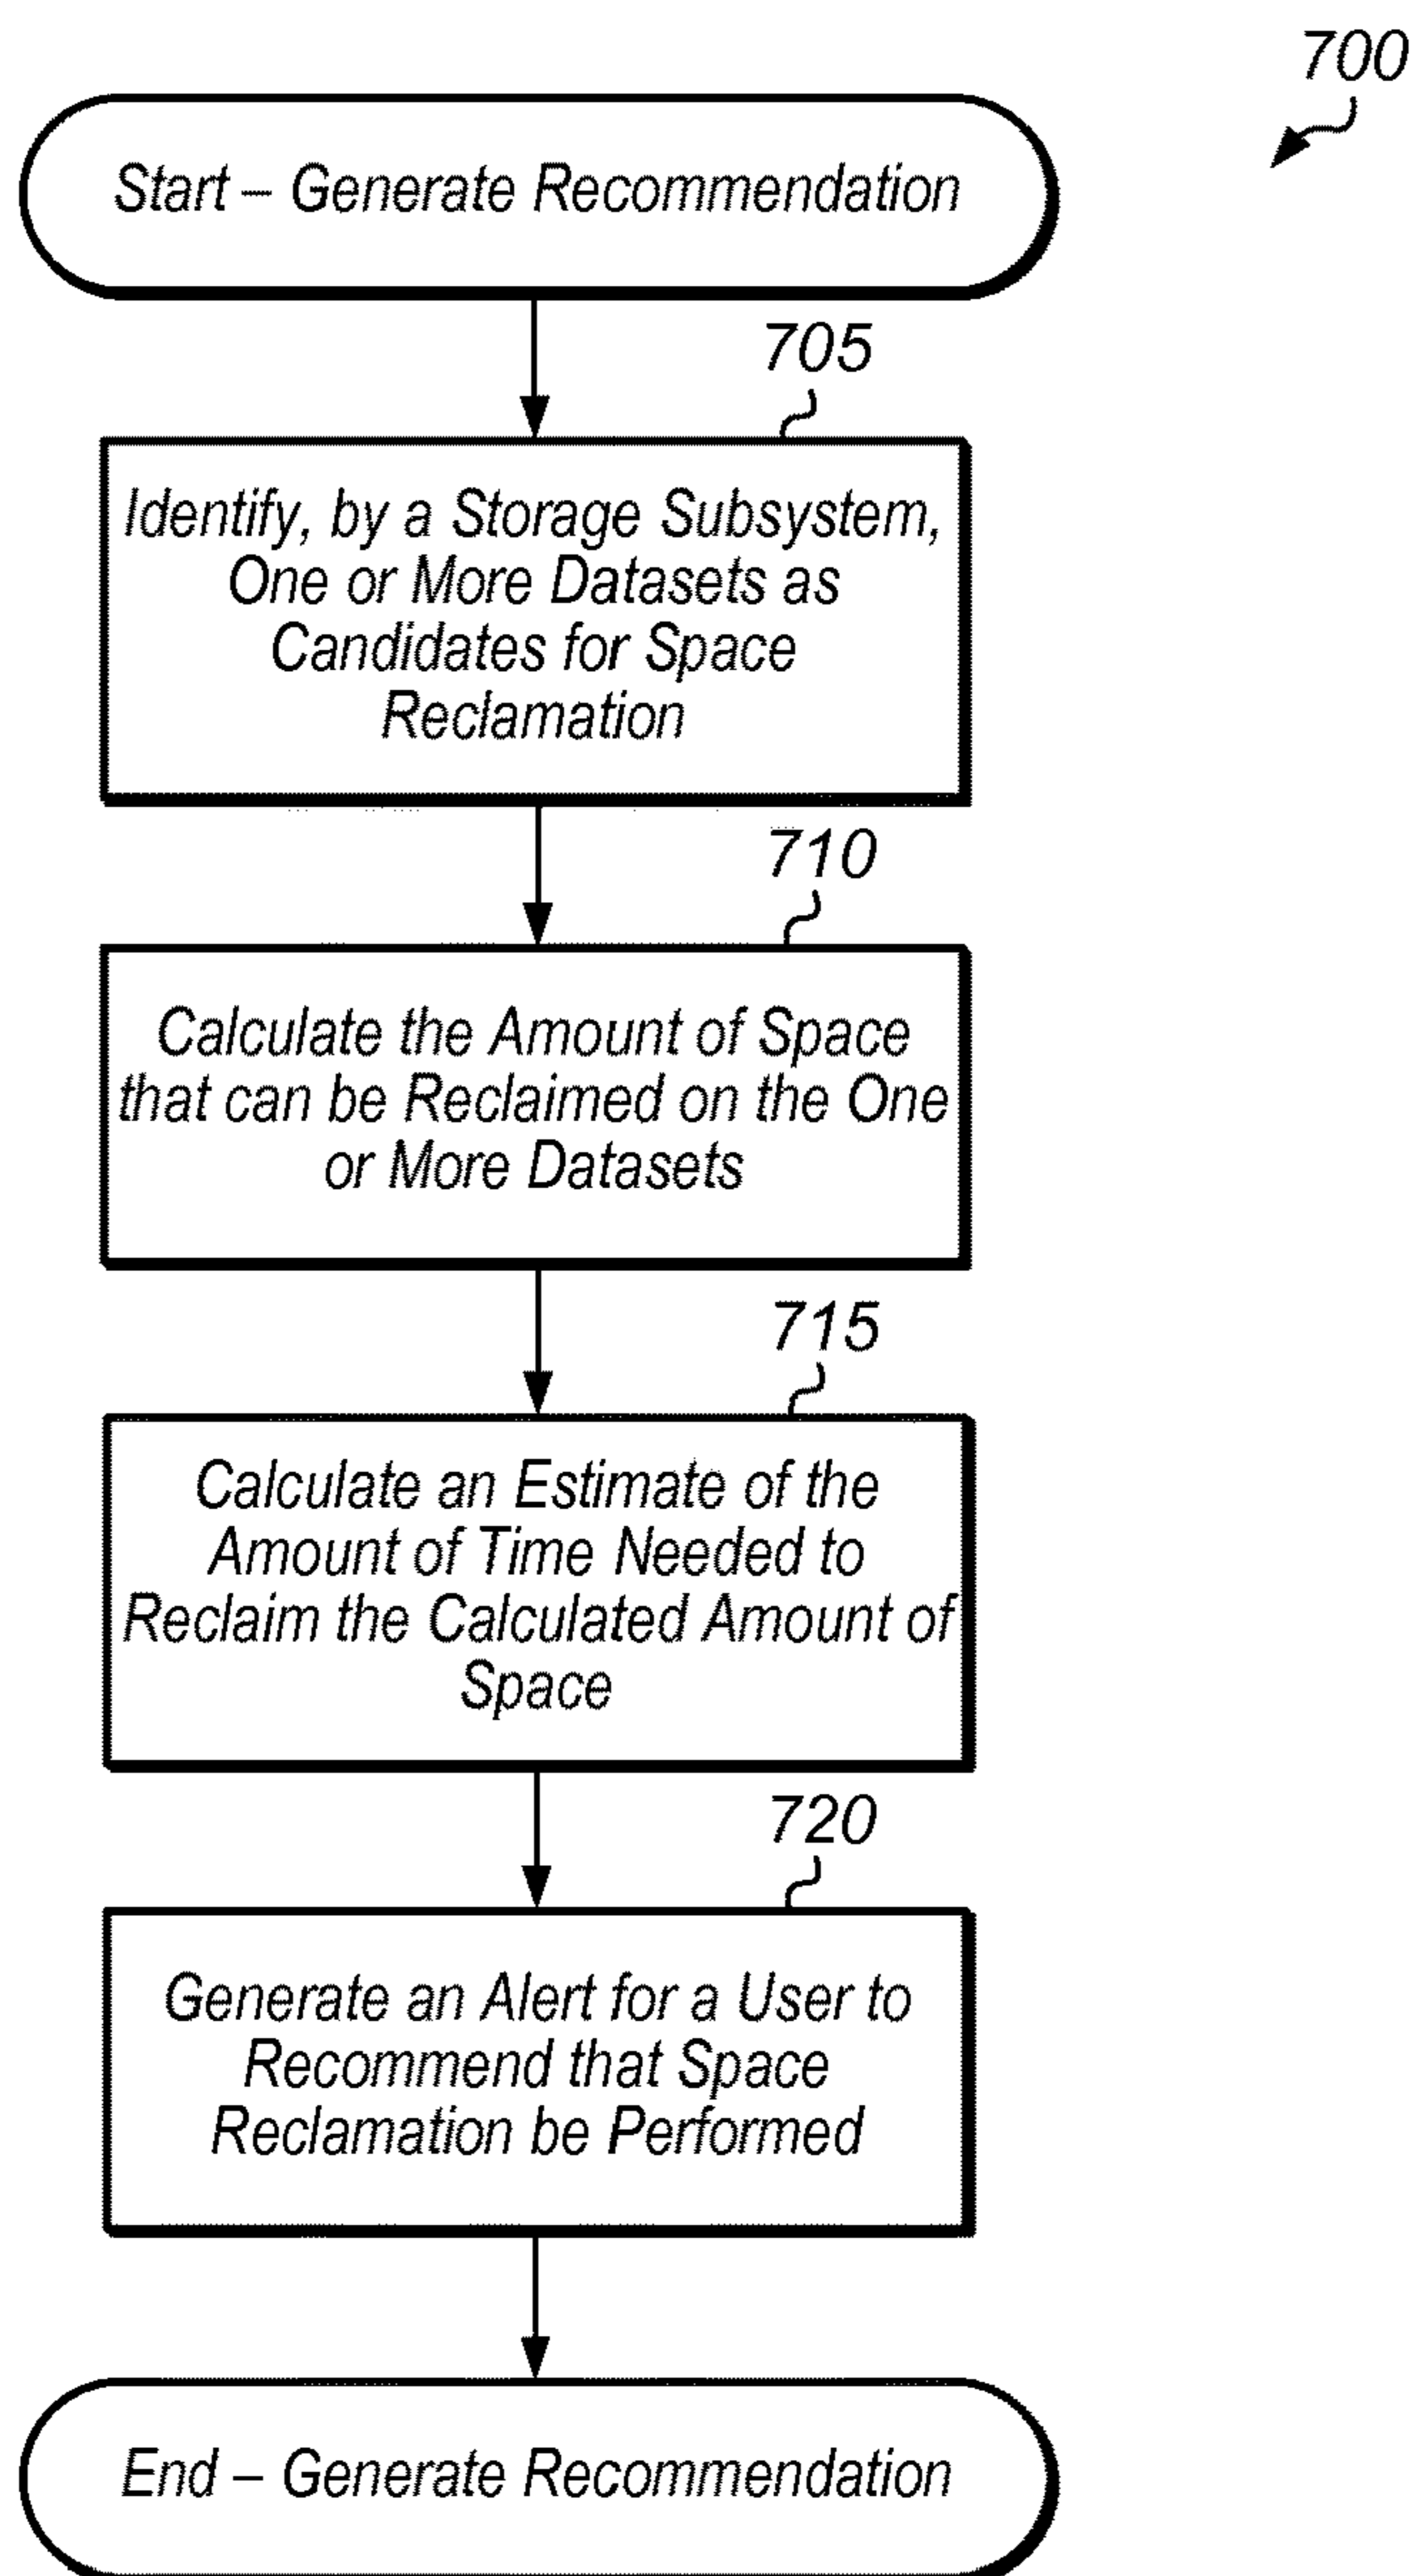 700
Start – Generate Recommendation
705
Identify, by a Storage Subsystem,
One or More Datasets as
Candidates for Space
Reclamation
710
Calculate the Amount of Space
that can be Reclaimed on the One
or More Datasets
715
Calculate an Estimate of the
Amount of Time Needed to
Reclaim the Calculated Amount of
Space
720
Generate an Alert for a User to
Recommend that Space
Reclamation be Performed
End – Generate Recommendation